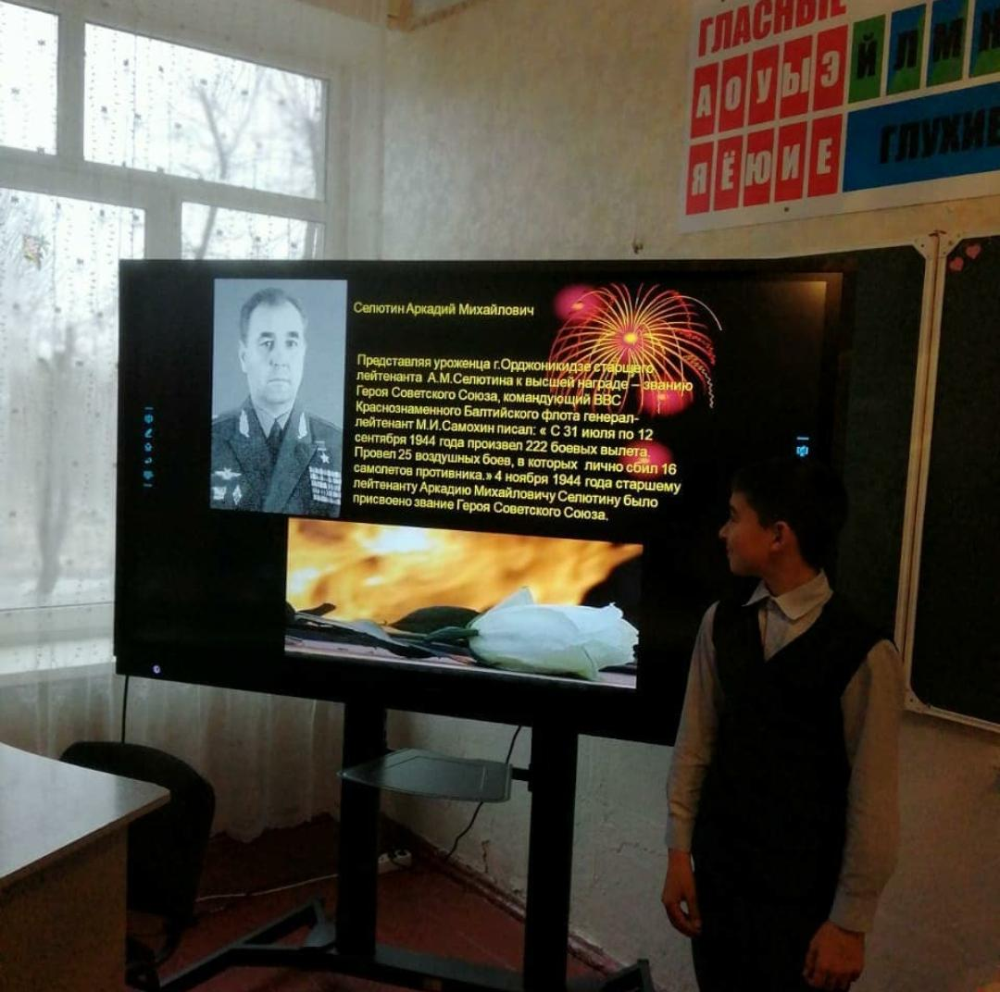 ГЛАСНЫЕ
А О У Ы Э Й Л М Н
Я Ё Ю И Е ГЛУХИЕ
Селютин Аркадий Михайлович
Представляя уроженца г.Орджоникидзе старшего
лейтенанта А.М.Селютина к высшей награде – званию
Героя Советского Союза, командующий ВВС
Краснознаменного Балтийского флота генерал-
лейтенант М.И.Самохин писал: « С 31 июля по 12
сентября 1944 года произвел 222 боевых вылета.
Провел 25 воздушных боев, в которых лично сбил 16
самолетов противника.» 4 ноября 1944 года старшему
лейтенанту Аркадию Михайловичу Селютину было
присвоено звание Героя Советского Союза.